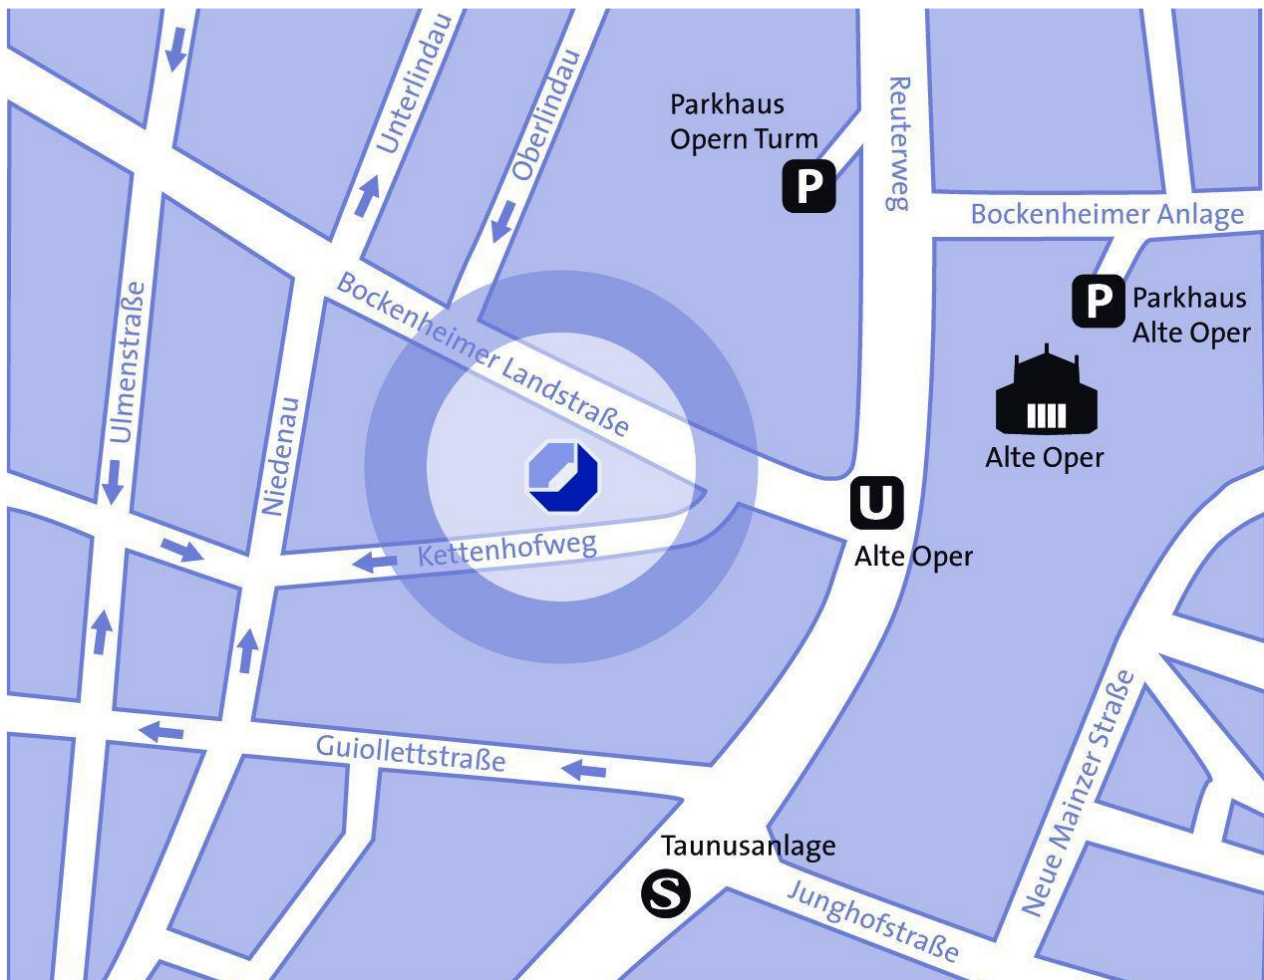 Unterlindau
Oberlindau
Parkhaus
Opern Turm
P
Reuterweg
Bockenheimer Anlage
P
Parkhaus
Alte Oper
Alte Oper
Bockenheimer Landstraße
Ulmenstraße
Niedenau
U
Alte Oper
Kettenhofweg
Guiollettstraße
Neue Mainzer Straße
Taunusanlage
S
Junghofstraße